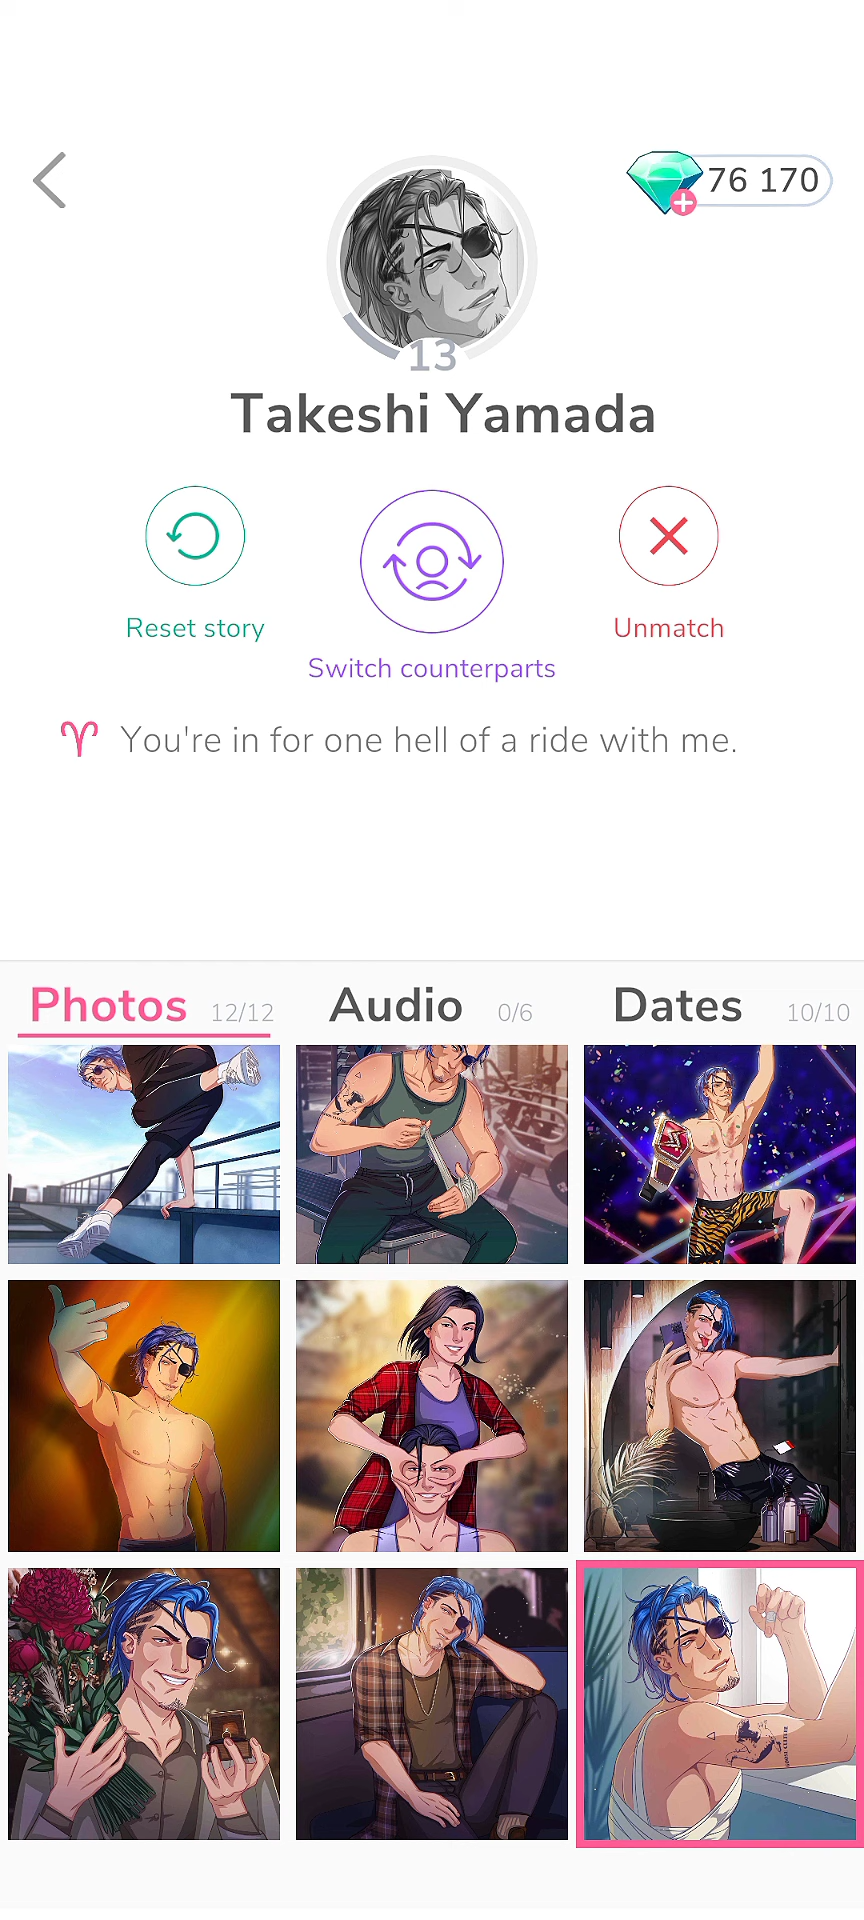 76 170
13
Takeshi Yamada
Reset story
Switch counterparts
Unmatch
You're in for one hell of a ride with me.
Photos 12/12
Audio 0/6
Dates 10/10